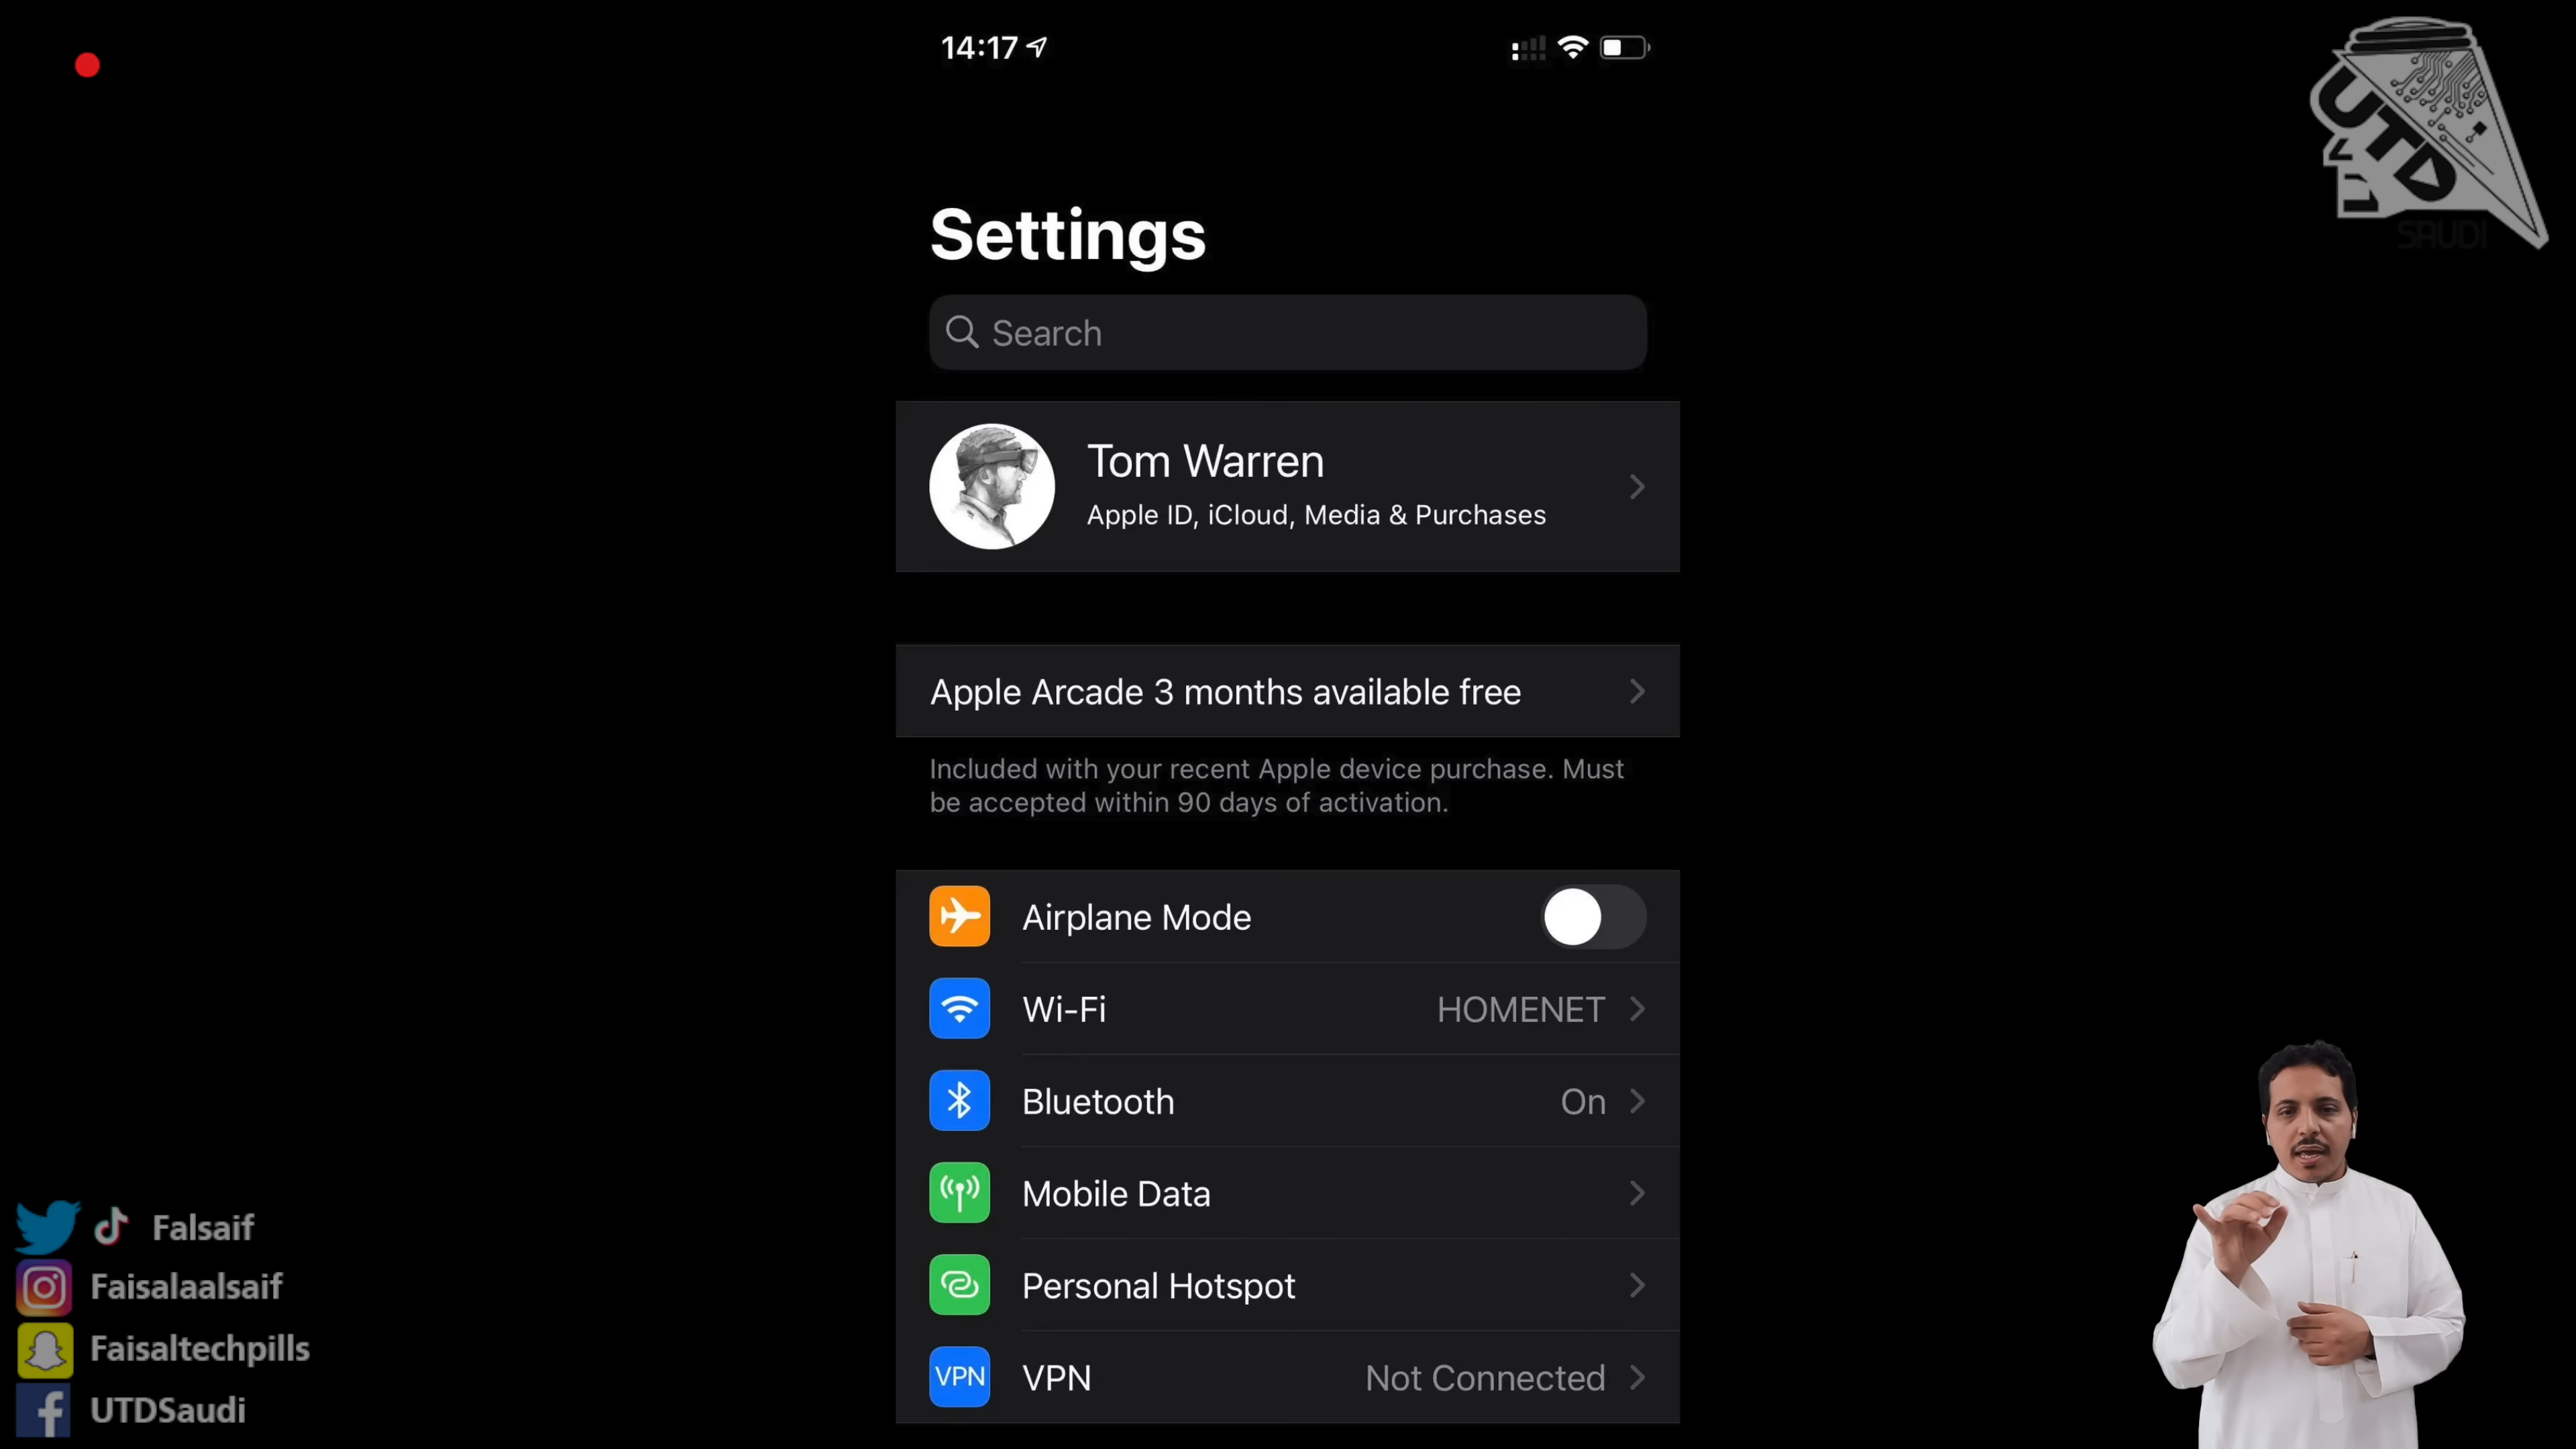 14:17
UTD
SAUDI
Settings
Search
Tom Warren
Apple ID, iCloud, Media & Purchases
Apple Arcade 3 months available free
Included with your recent Apple device purchase. Must
be accepted within 90 days of activation.
Airplane Mode
Wi-Fi HOMENET
Bluetooth On
Mobile Data
Personal Hotspot
VPN VPN Not Connected
Falsaif
Faisalaalsaif
Faisaltechpills
UTDSaudi